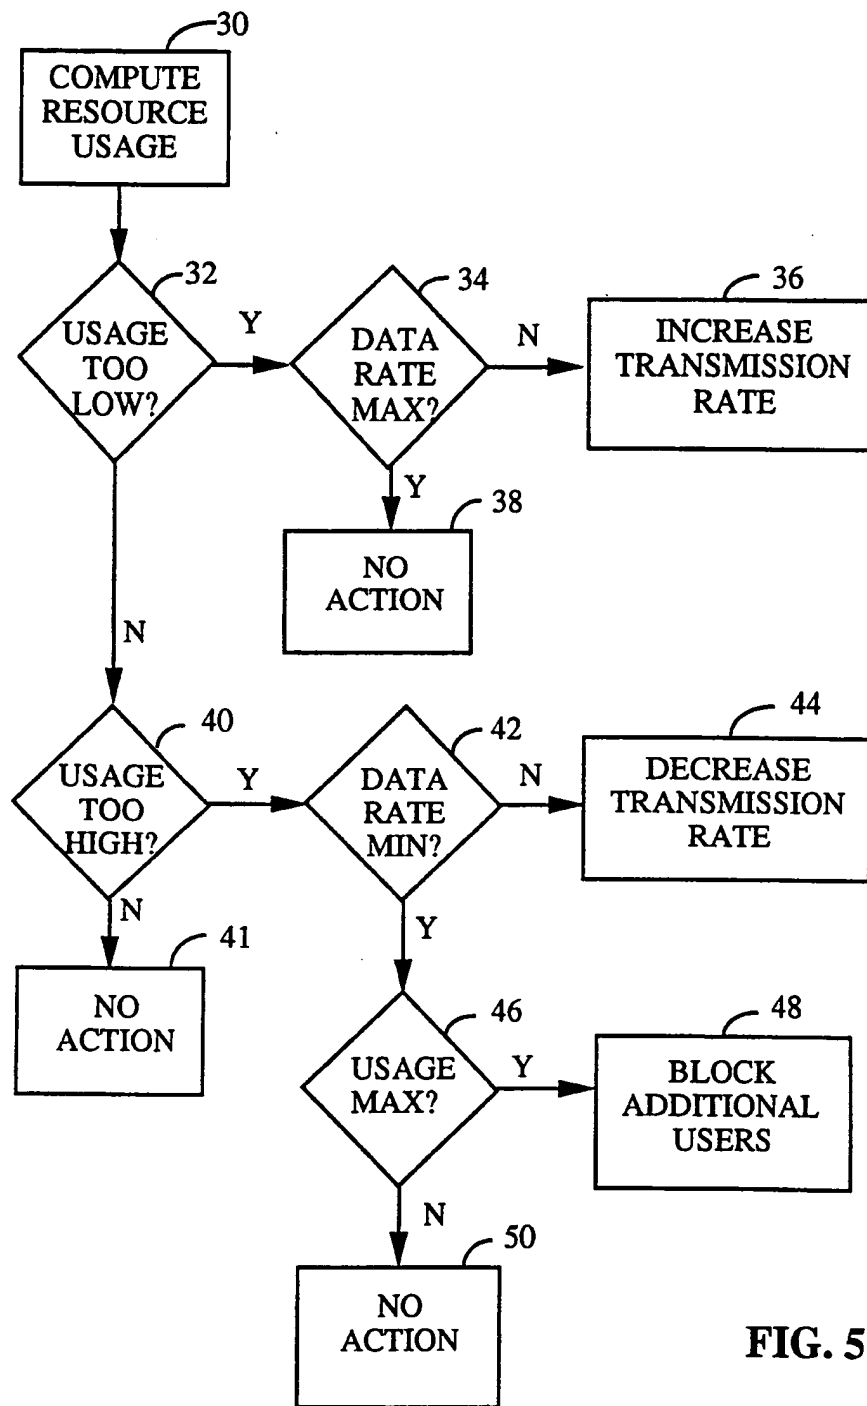 30
COMPUTE
RESOURCE
USAGE
32
USAGE
TOO
LOW?
Y
34
DATA
RATE
MAX?
N
36
INCREASE
TRANSMISSION
RATE
Y
38
NO
ACTION
N
40
USAGE
TOO
HIGH?
Y
42
DATA
RATE
MIN?
N
44
DECREASE
TRANSMISSION
RATE
N
41
NO
ACTION
Y
46
USAGE
MAX?
Y
48
BLOCK
ADDITIONAL
USERS
N
50
NO
ACTION
FIG. 5